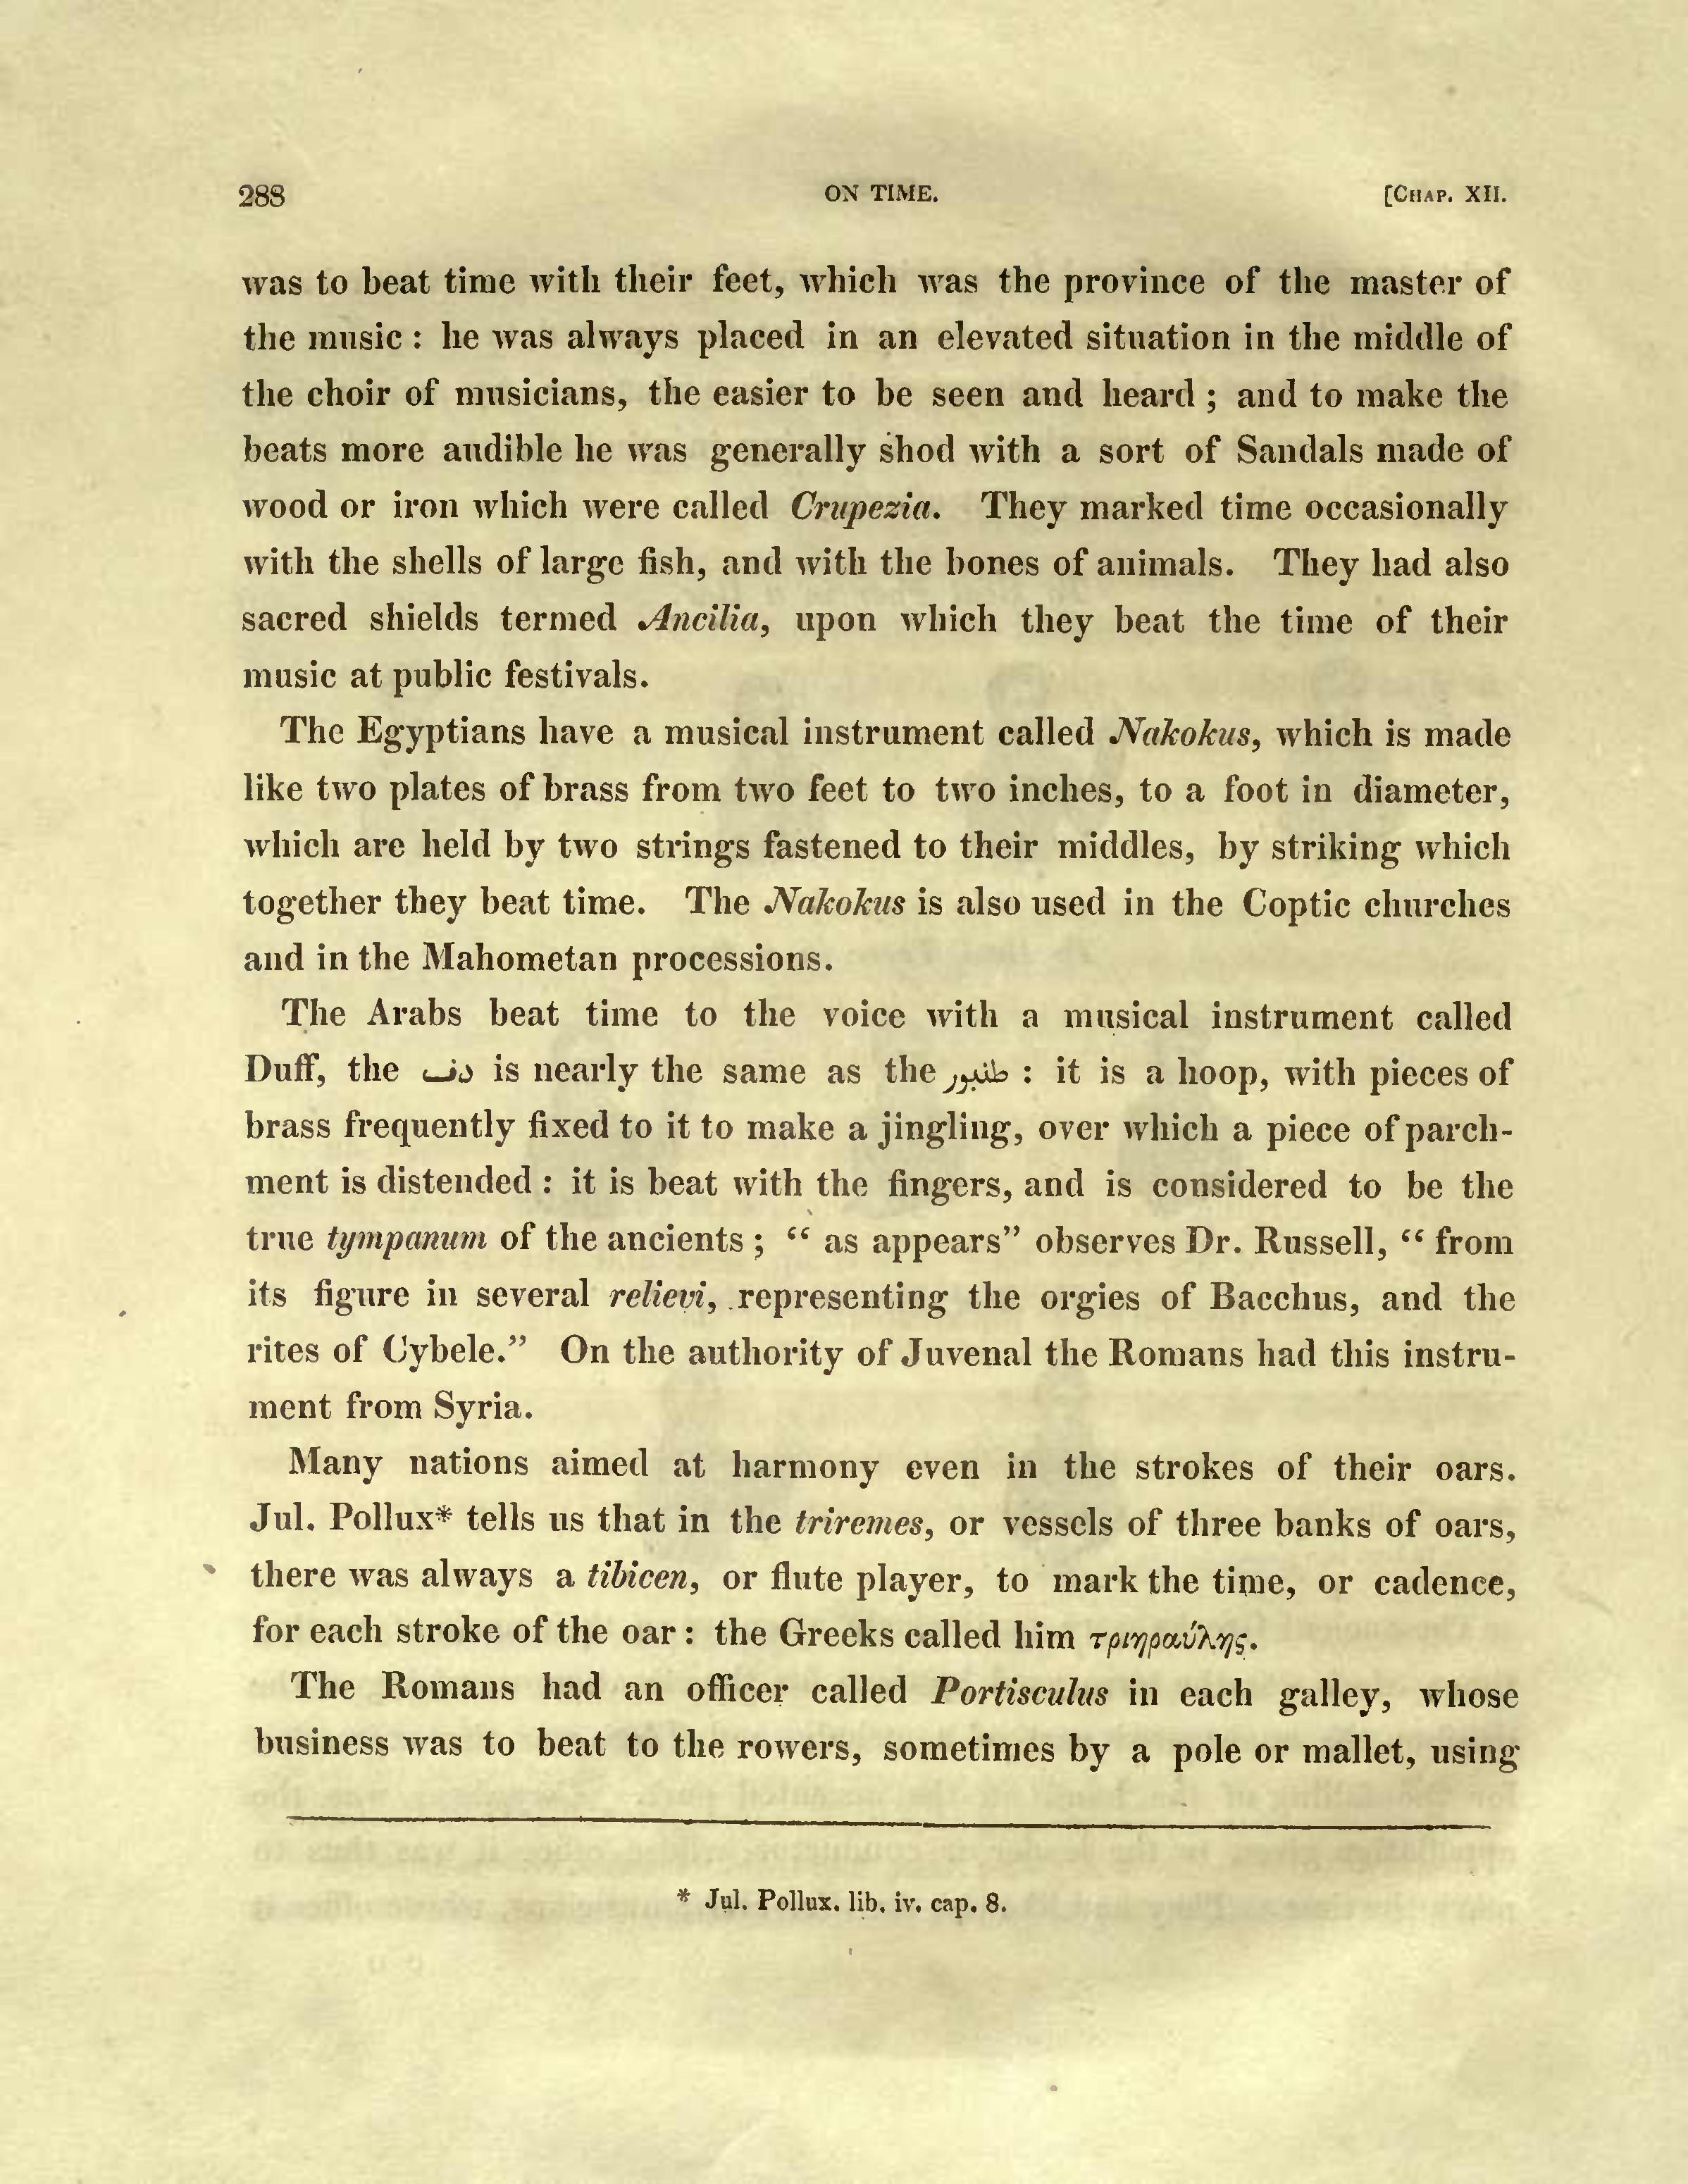 288 ON TIME. [CHAP. XII.
was to beat time with their feet, which was the province of the master of
the music : he was always placed in an elevated situation in the middle of
the choir of musicians, the easier to be seen and heard ; and to make the
beats more audible he was generally shod with a sort of Sandals made of
wood or iron which were called Crupezia. They marked time occasionally
with the shells of large fish, and with the bones of animals. They had also
sacred shields termed Ancilia, upon which they beat the time of their
music at public festivals.
The Egyptians have a musical instrument called Nakokus, which is made
like two plates of brass from two feet to two inches, to a foot in diameter,
which are held by two strings fastened to their middles, by striking which
together they beat time. The Nakokus is also used in the Coptic churches
and in the Mahometan processions.
The Arabs beat time to the voice with a musical instrument called
Duff, the دف is nearly the same as the طنبور : it is a hoop, with pieces of
brass frequently fixed to it to make a jingling, over which a piece of parch-
ment is distended : it is beat with the fingers, and is considered to be the
true tympanum of the ancients ; “ as appears” observes Dr. Russell, “ from
its figure in several relievi, representing the orgies of Bacchus, and the
rites of Cybele.” On the authority of Juvenal the Romans had this instru-
ment from Syria.
Many nations aimed at harmony even in the strokes of their oars.
Jul. Pollux* tells us that in the triremes, or vessels of three banks of oars,
there was always a tibicen, or flute player, to mark the time, or cadence,
for each stroke of the oar : the Greeks called him τριηραύλης.
The Romans had an officer called Portisculus in each galley, whose
business was to beat to the rowers, sometimes by a pole or mallet, using
* Jul. Pollux. lib. iv. cap. 8.